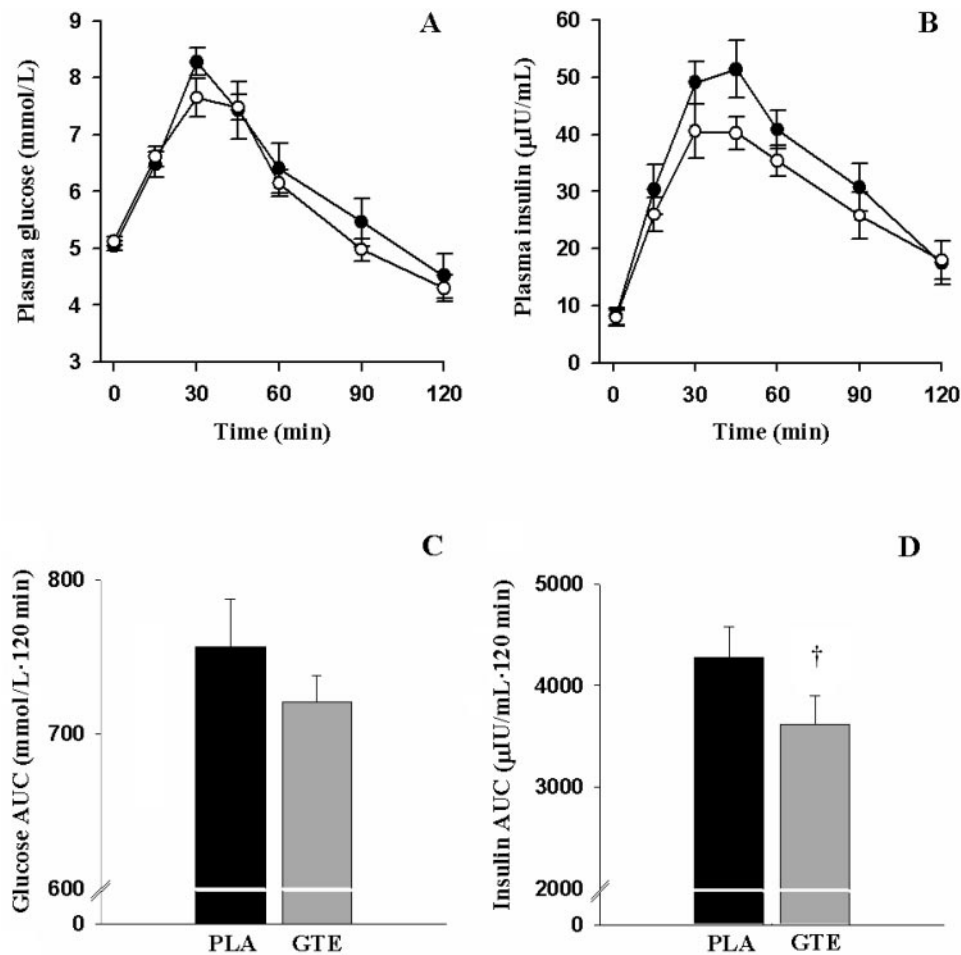 A
Plasma glucose (mmol/L)
9
8
7
6
5
4
3
0 30 60 90 120
Time (min)
B
Plasma insulin (µIU/mL)
60
50
40
30
20
10
0
0 30 60 90 120
Time (min)
C
Glucose AUC (mmol/L·120 min)
800
700
600
0
PLA GTE
D
Insulin AUC (µIU/mL·120 min)
5000
4000
3000
2000
0
†
PLA GTE